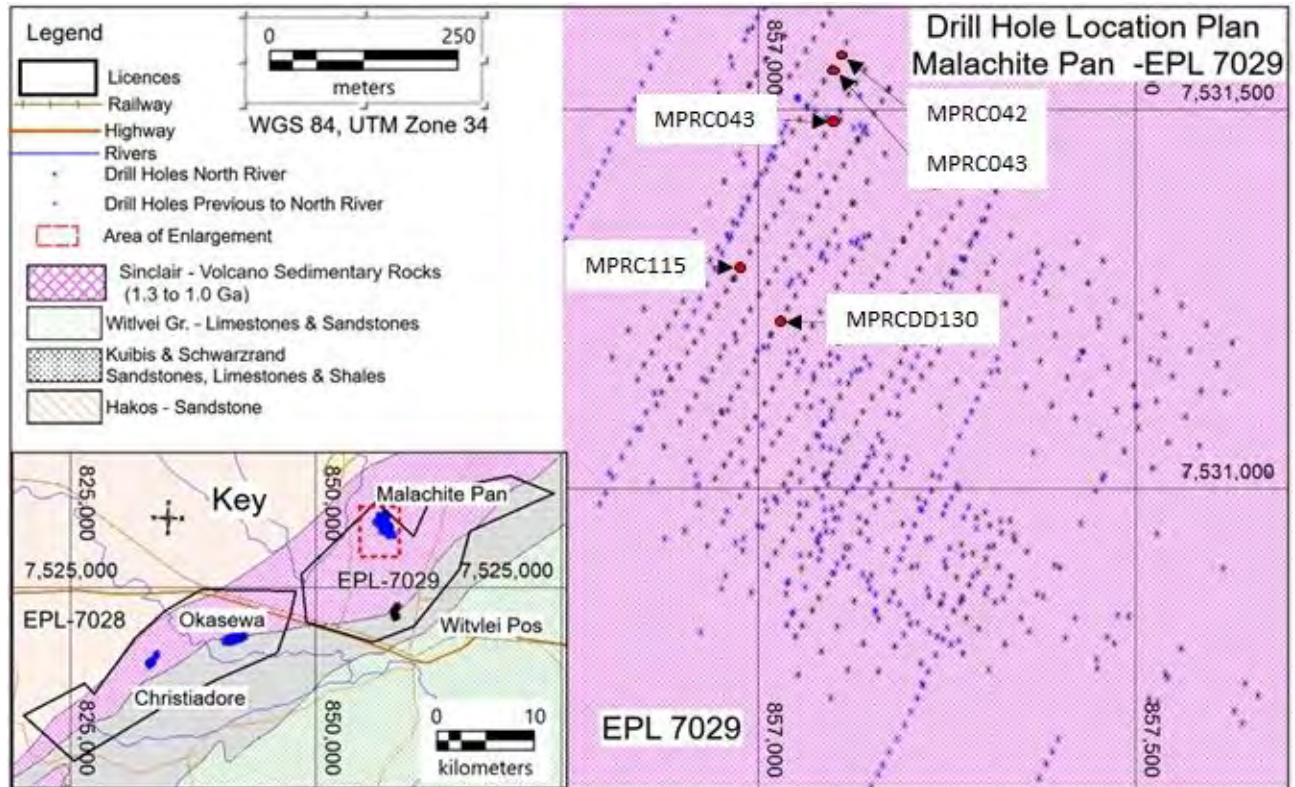 Legend
Licences
Railway
Highway
Rivers
Drill Holes North River
Drill Holes Previous to North River
Area of Enlargement
Sinclair - Volcano Sedimentary Rocks
(1.3 to 1.0 Ga)
Witlvei Gr. - Limestones & Sandstones
Kuibis & Schwarzrand
Sandstones, Limestones & Shales
Hakos - Sandstone
0 250
meters
WGS 84, UTM Zone 34
Drill Hole Location Plan
Malachite Pan -EPL 7029
857,000
7,531,500
MPRC043
MPRC042
MPRC043
MPRC115
MPRCDD130
7,531,000
EPL 7029
857,000
857,500
Key
825,000
850,000
Malachite Pan
7,525,000
7,525,000
EPL-7029
EPL-7028
Okasewa
Witvlei Pos
Christiadore
825,000
850,000
0 10
kilometers